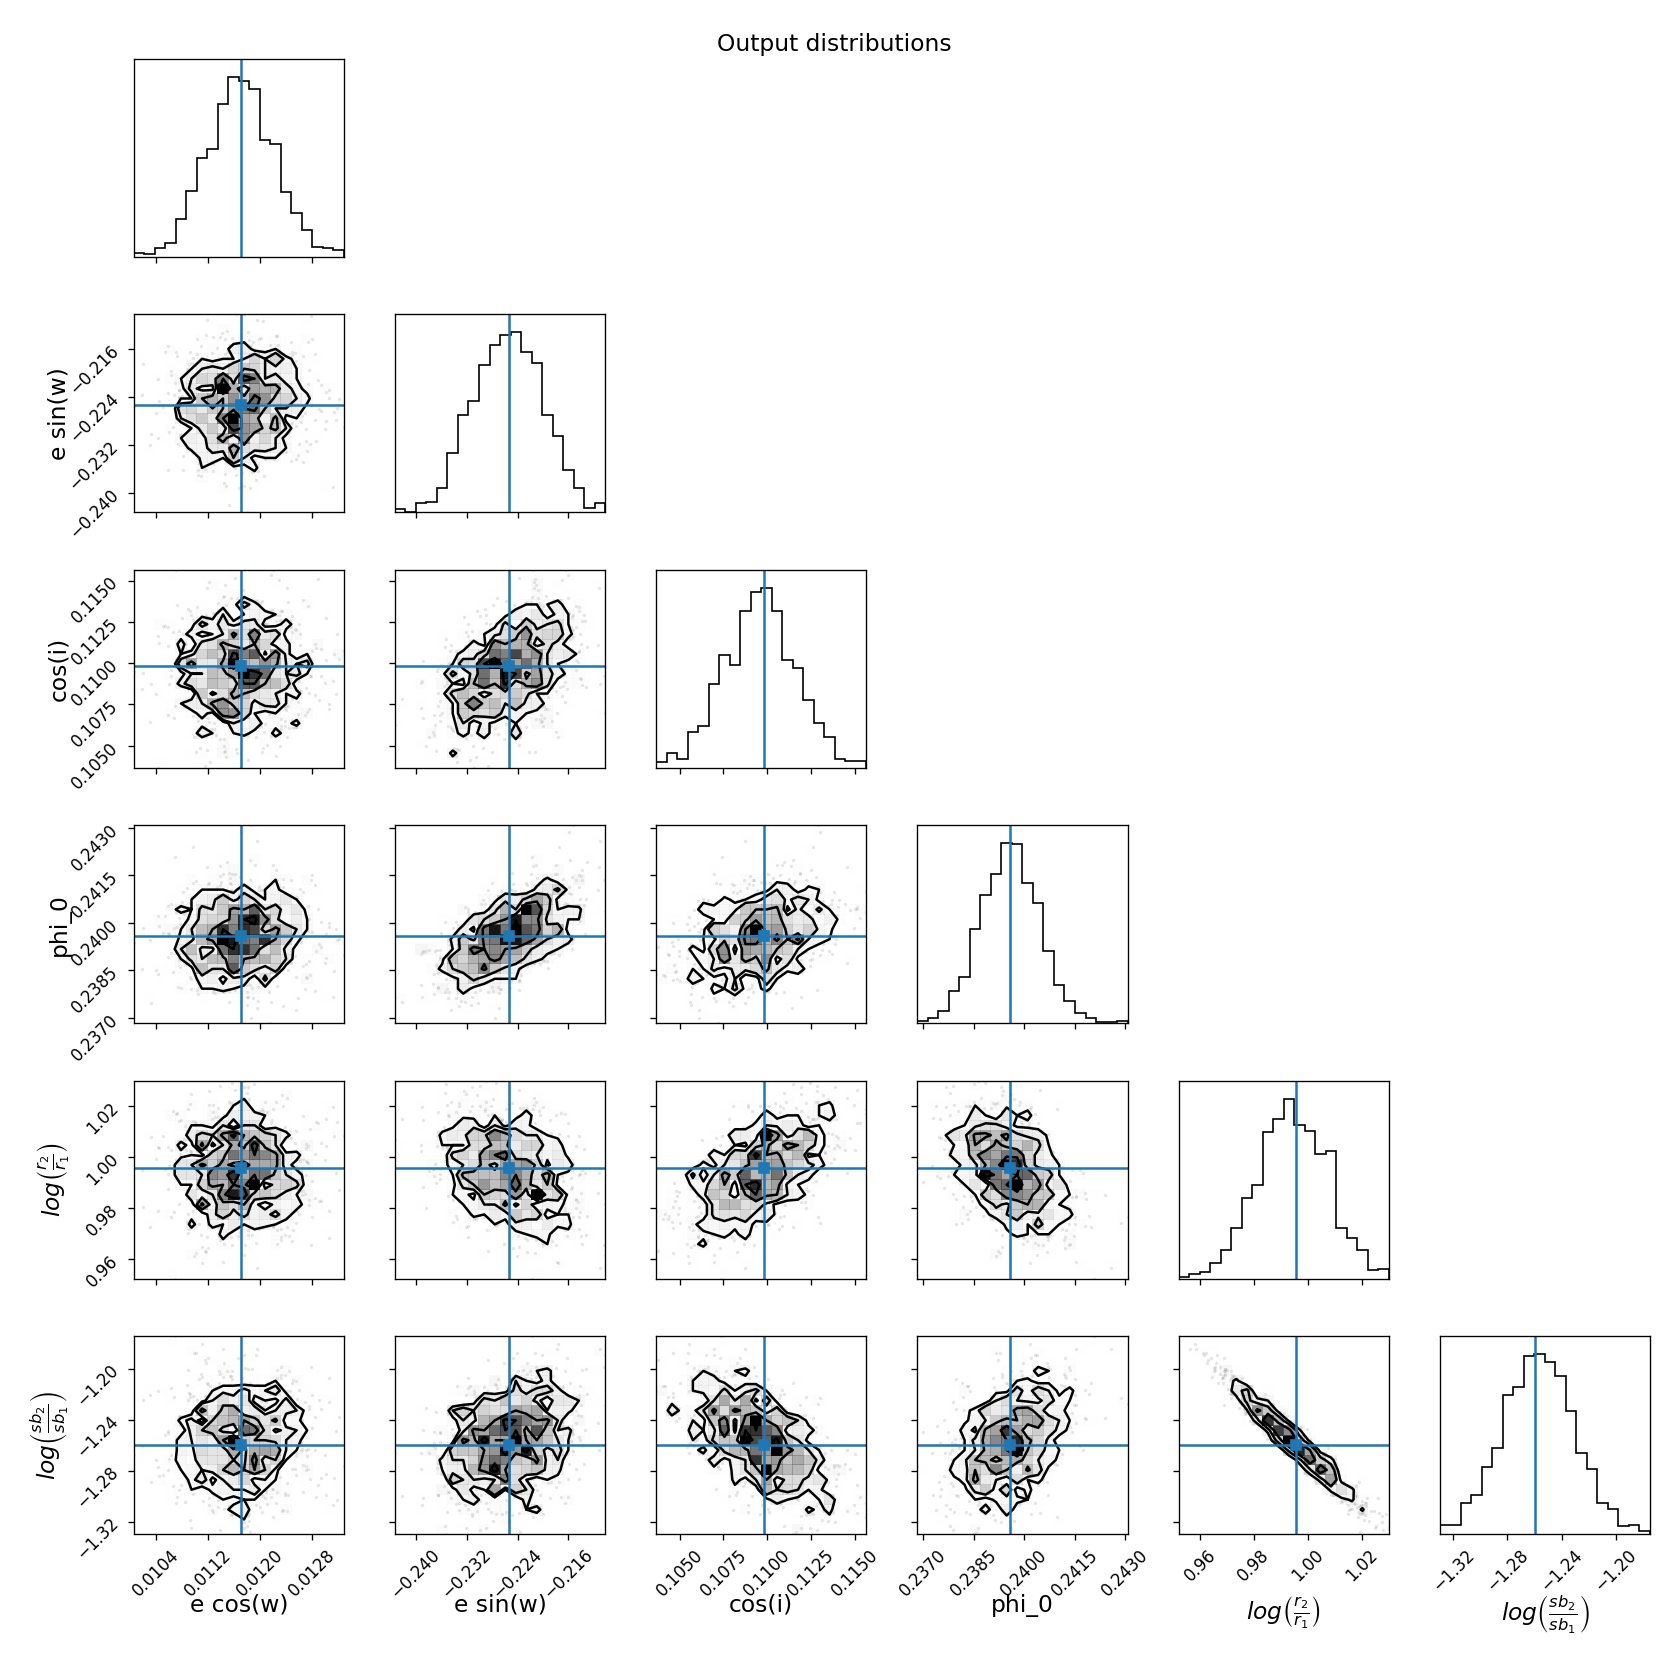 Output distributions
e sin(w)
−0.216
−0.224
−0.232
−0.240
cos(i)
0.1150
0.1125
0.1100
0.1075
0.1050
phi_0
0.2430
0.2415
0.2400
0.2385
0.2370
log(r₂/r₁)
1.02
1.00
0.98
0.96
log(sb₂/sb₁)
−1.20
−1.24
−1.28
−1.32
0.0104 0.0112 0.0120 0.0128
−0.240 −0.232 −0.224 −0.216
0.1050 0.1075 0.1100 0.1125 0.1150
0.2370 0.2385 0.2400 0.2415 0.2430
0.96 0.98 1.00 1.02
−1.32 −1.28 −1.24 −1.20
e cos(w)
e sin(w)
cos(i)
phi_0
log(r₂/r₁)
log(sb₂/sb₁)